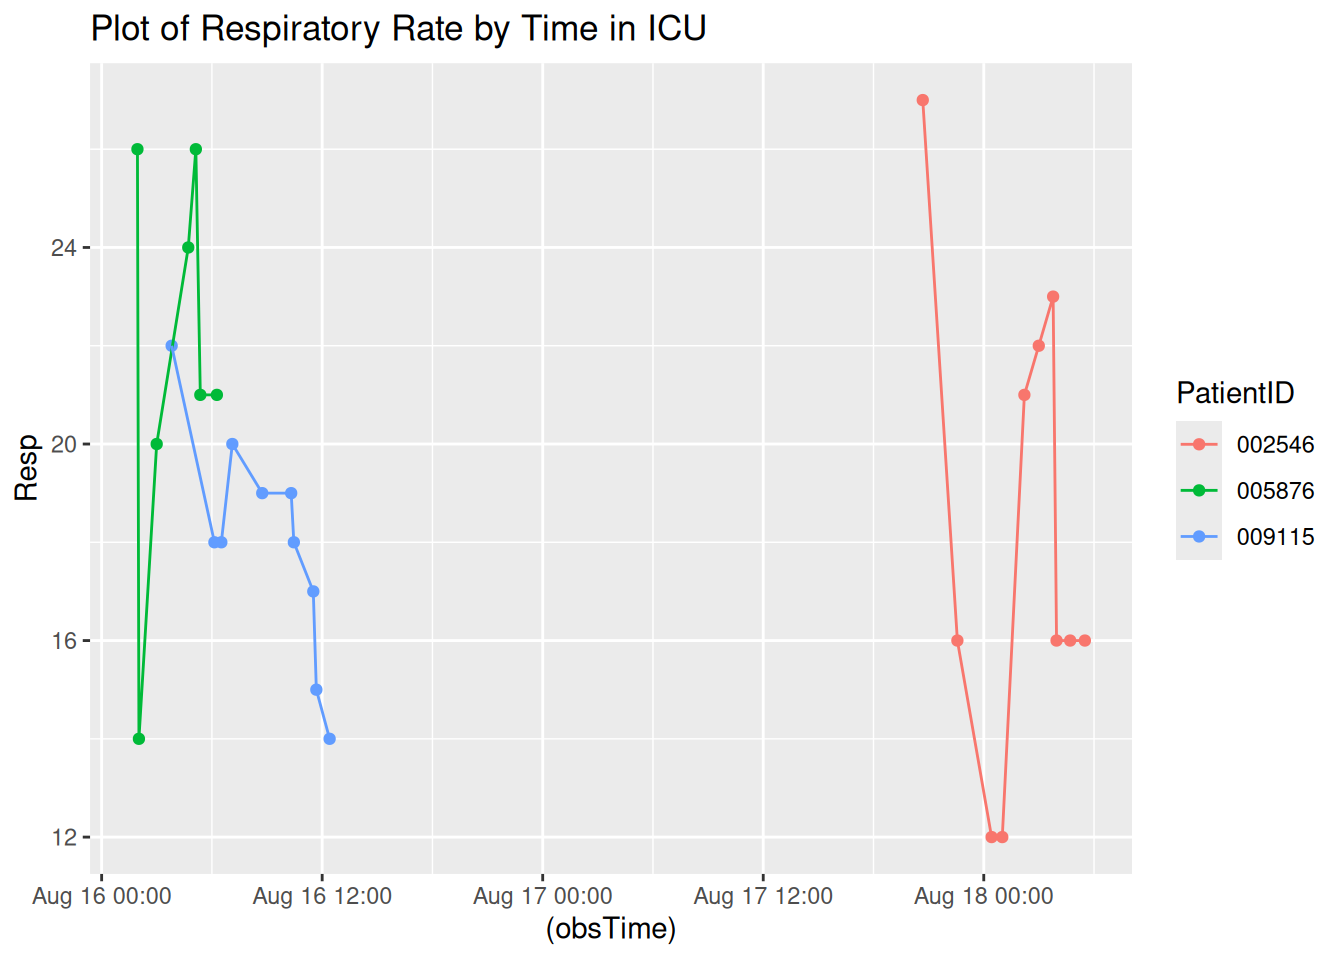 Plot of Respiratory Rate by Time in ICU
Resp
24
20
16
12
Aug 16 00:00
Aug 16 12:00
Aug 17 00:00
Aug 17 12:00
Aug 18 00:00
(obsTime)
PatientID
002546
005876
009115